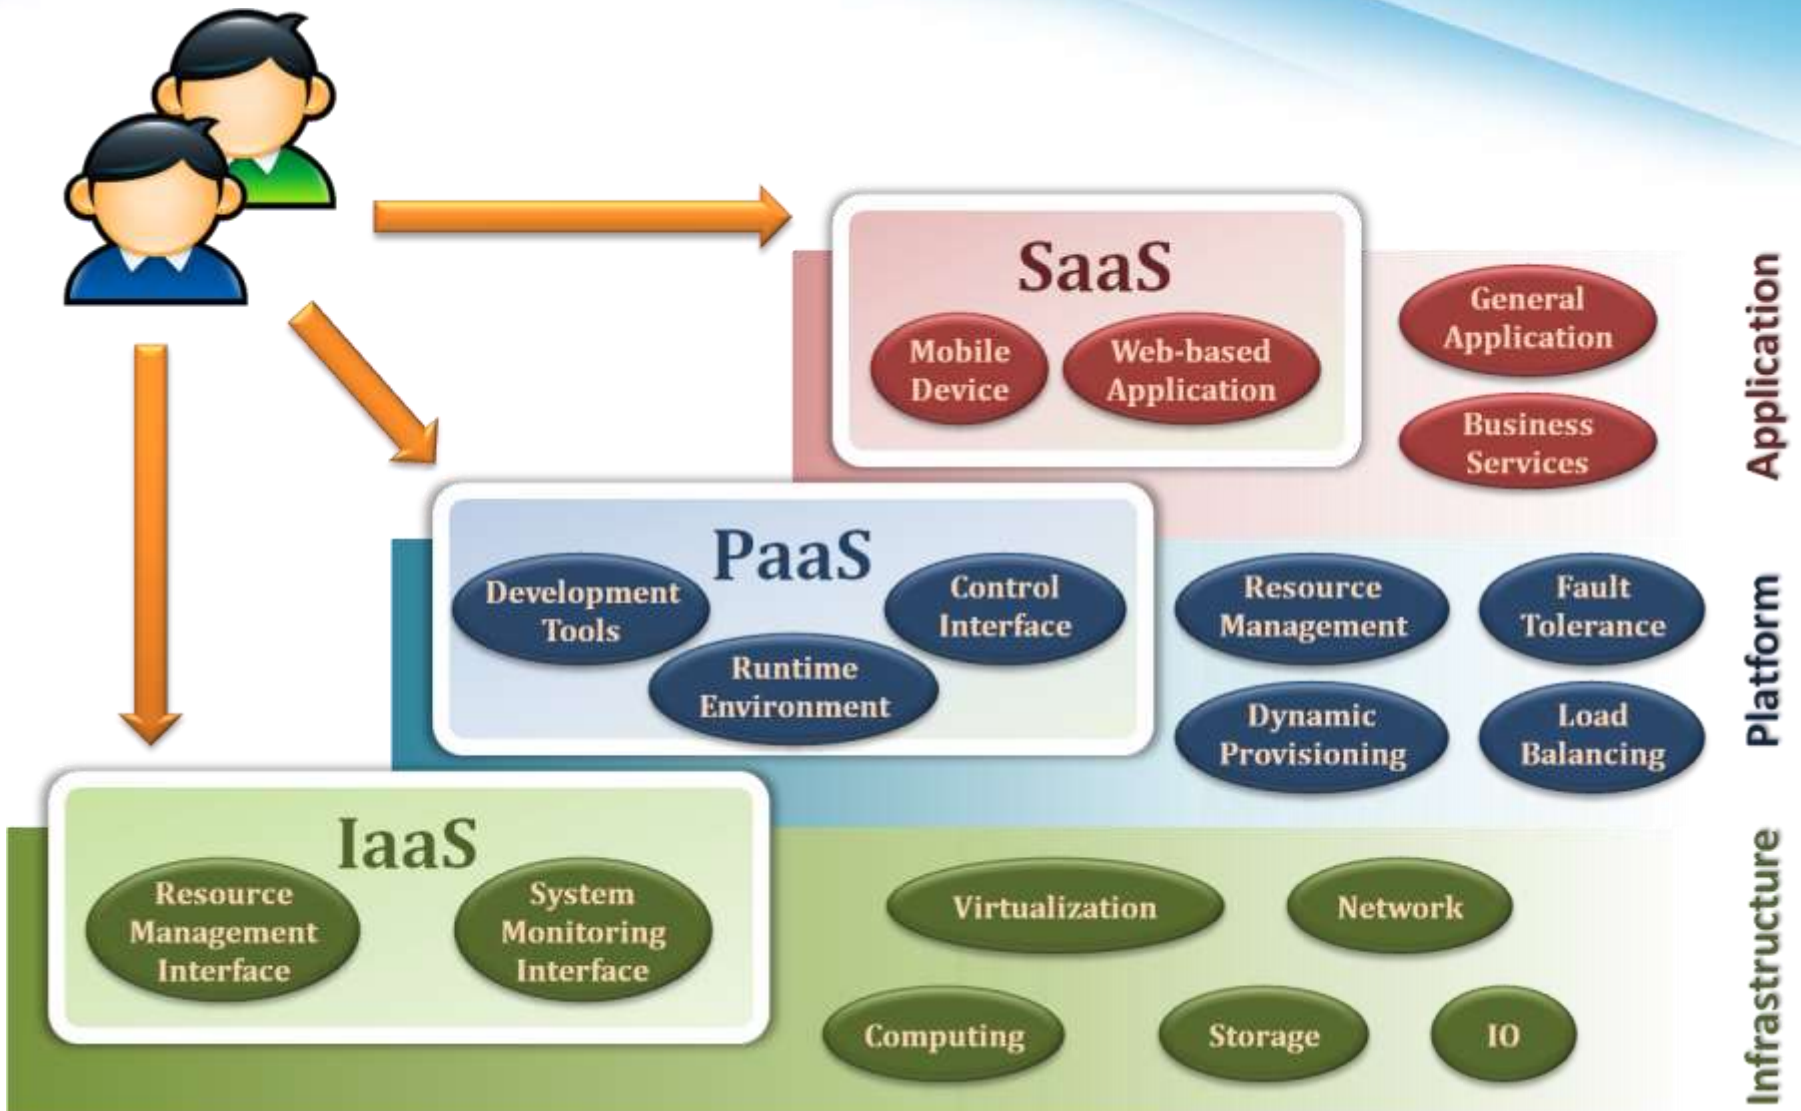 SaaS
Mobile
Device
Web-based
Application
General
Application
Business
Services
Application
PaaS
Development
Tools
Runtime
Environment
Control
Interface
Resource
Management
Fault
Tolerance
Dynamic
Provisioning
Load
Balancing
Platform
IaaS
Resource
Management
Interface
System
Monitoring
Interface
Virtualization
Network
Computing
Storage
IO
Infrastructure